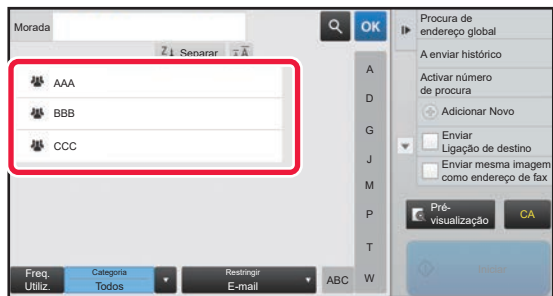 Morada
OK
Z↓ Separar
AAA
BBB
CCC
A
D
G
J
M
P
T
W
ABC
Freq.
Utiliz.
Categoria
Todos
Restringir
E-mail
Procura de
endereço global
A enviar histórico
Activar número
de procura
Adicionar Novo
Enviar
Ligação de destino
Enviar mesma imagem
como endereço de fax
Pré-
visualização
CA